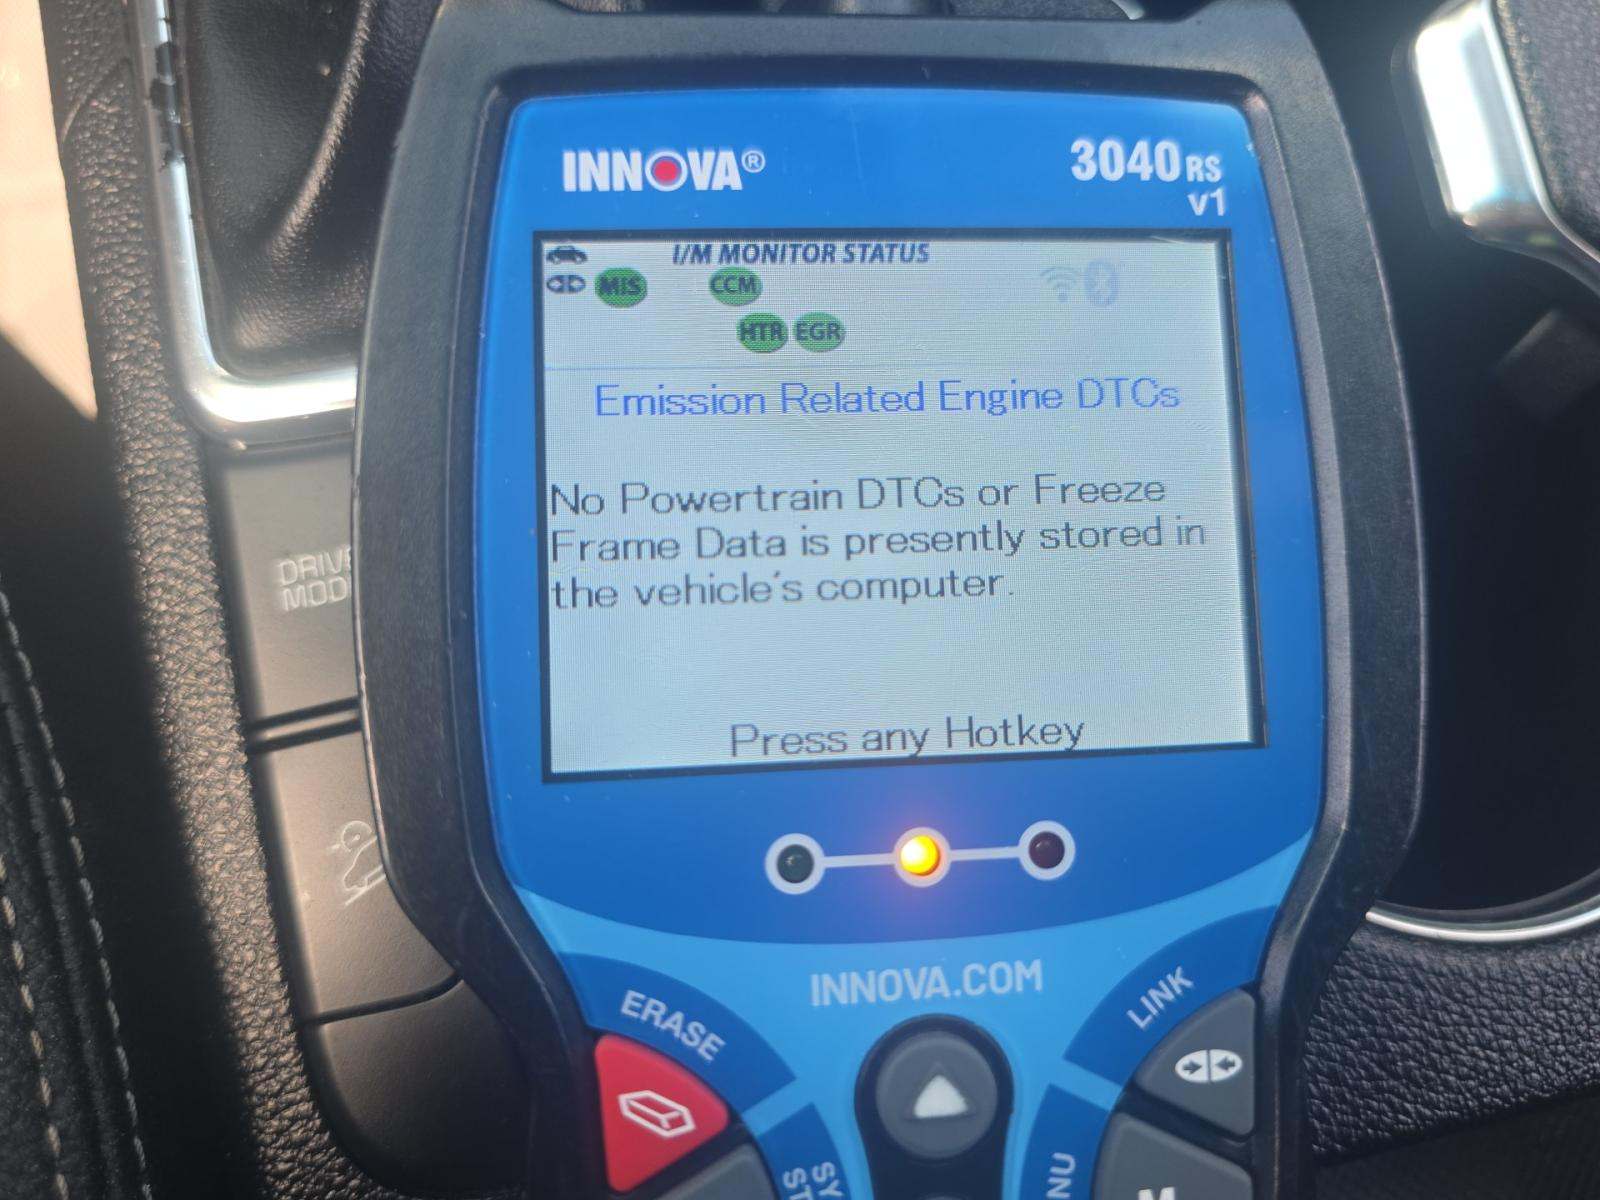 INNOVA®
3040RS
v1
I/M MONITOR STATUS
MIS CCM
HTR EGR
Emission Related Engine DTCs
No Powertrain DTCs or Freeze
Frame Data is presently stored in
the vehicle's computer.
Press any Hotkey
INNOVA.COM
ERASE
LINK
M